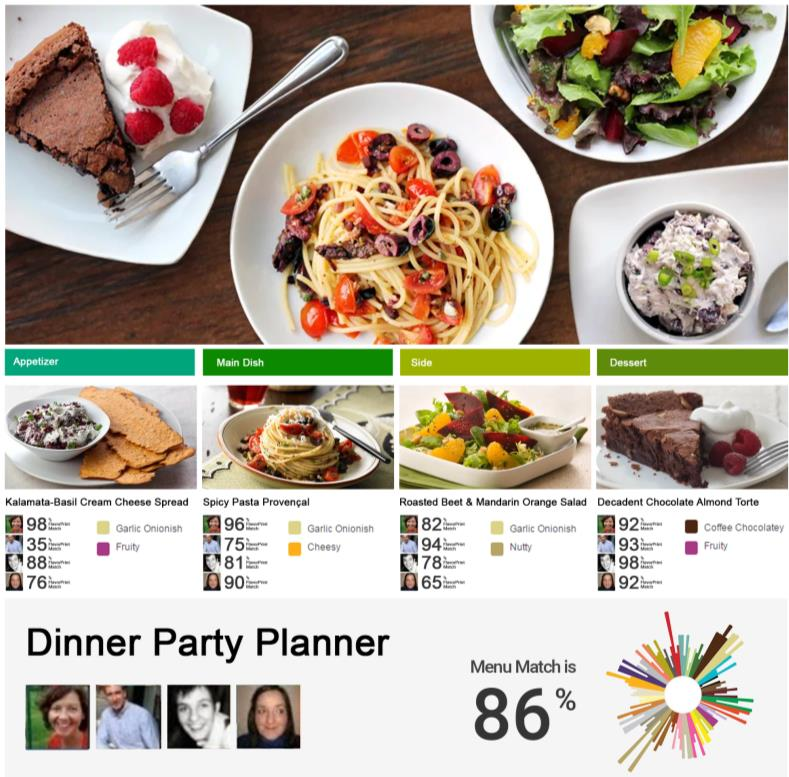 Appetizer
Main Dish
Side
Dessert
Kalamata-Basil Cream Cheese Spread
98 FlavorPrint Match
35 FlavorPrint Match
88 FlavorPrint Match
76 FlavorPrint Match
Garlic Onionish
Fruity
Spicy Pasta Provençal
96 FlavorPrint Match
75 FlavorPrint Match
81 FlavorPrint Match
90 FlavorPrint Match
Garlic Onionish
Cheesy
Roasted Beet & Mandarin Orange Salad
82 FlavorPrint Match
94 FlavorPrint Match
78 FlavorPrint Match
65 FlavorPrint Match
Garlic Onionish
Nutty
Decadent Chocolate Almond Torte
92 FlavorPrint Match
93 FlavorPrint Match
98 FlavorPrint Match
92 FlavorPrint Match
Coffee Chocolatey
Fruity
Dinner Party Planner
Menu Match is
86%